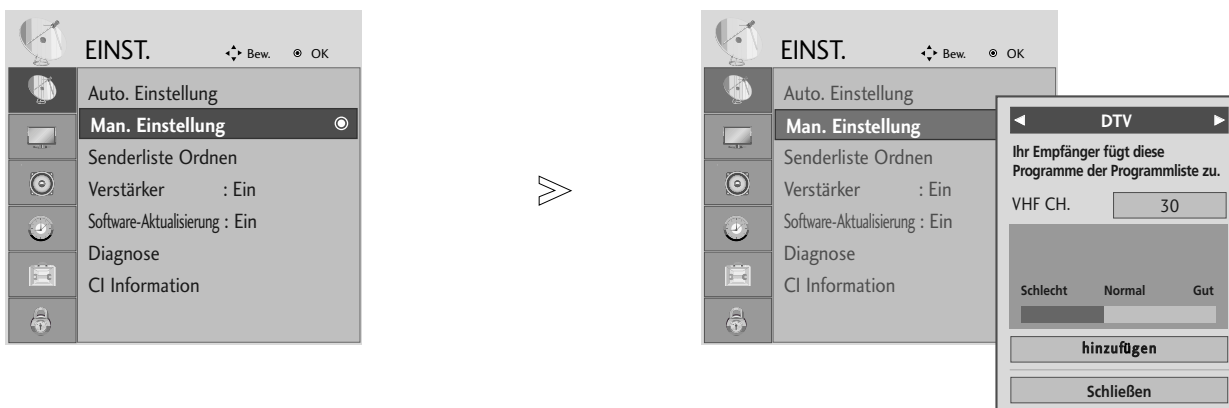 EINST. Bew. OK
Auto. Einstellung
Man. Einstellung
Senderliste Ordnen
Verstärker : Ein
Software-Aktualisierung : Ein
Diagnose
CI Information
EINST. Bew. OK
Auto. Einstellung
Man. Einstellung
Senderliste Ordnen
Verstärker : Ein
Software-Aktualisierung : Ein
Diagnose
CI Information
DTV
Ihr Empfänger fügt diese
Programme der Programmliste zu.
VHF CH. 30
Schlecht Normal Gut
hinzufügen
Schließen